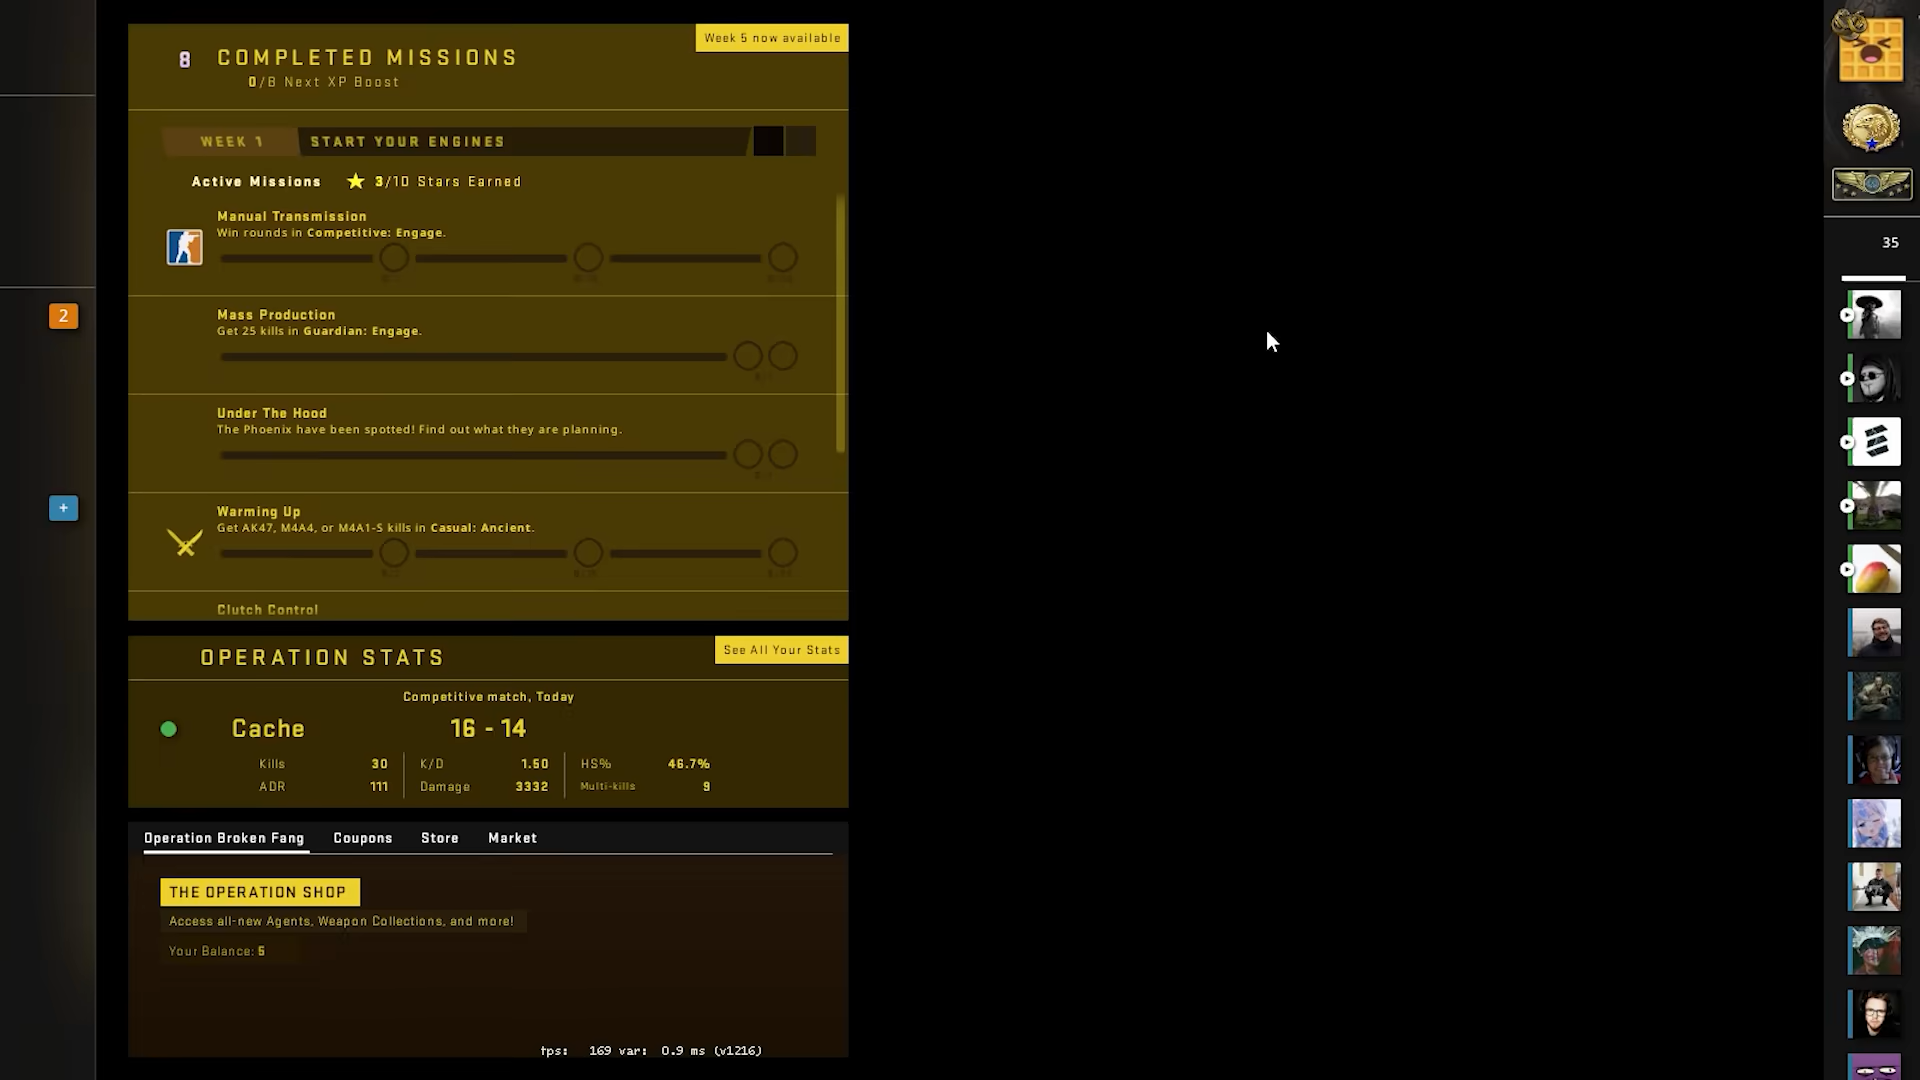 Week 5 now available
8 COMPLETED MISSIONS
0/8 Next XP Boost
WEEK 1 START YOUR ENGINES
Active Missions 3/10 Stars Earned
Manual Transmission
Win rounds in Competitive: Engage.
Mass Production
Get 25 kills in Guardian: Engage.
Under The Hood
The Phoenix have been spotted! Find out what they are planning.
Warming Up
Get AK47, M4A4, or M4A1-S kills in Casual: Ancient.
Clutch Control
OPERATION STATS
See All Your Stats
Competitive match, Today
Cache 16 - 14
Kills 30 K/D 1.50 HS% 46.7%
ADR 111 Damage 3332 Multi-kills 9
Operation Broken Fang Coupons Store Market
THE OPERATION SHOP
Access all-new Agents, Weapon Collections, and more!
Your Balance: 5
fps: 169 var: 0.9 ms (v1216)
2
+
35